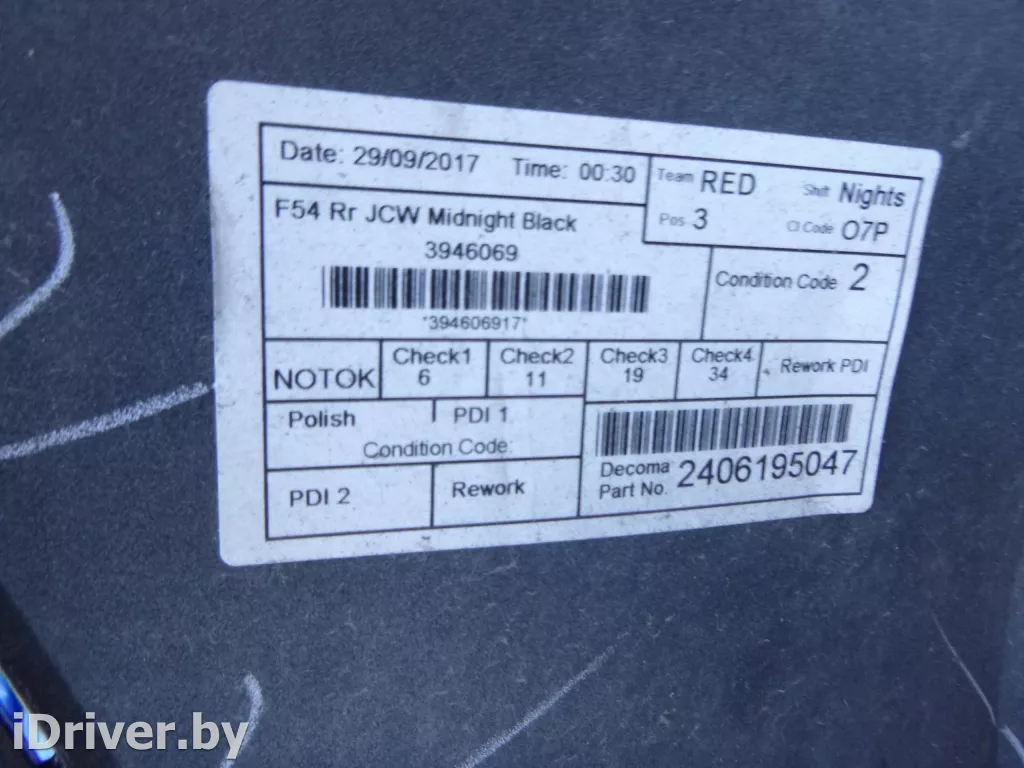 Date: 29/09/2017 Time: 00:30
Team RED Shift Nights
Pos 3 CI Code O7P
F54 Rr JCW Midnight Black
3946069
*394606917*
Condition Code 2
NOTOK Check1 6 Check2 11 Check3 19 Check4 34 Rework PDI
Polish PDI 1
Condition Code:
PDI 2 Rework
Decoma Part No. 2406195047
iDriver.by